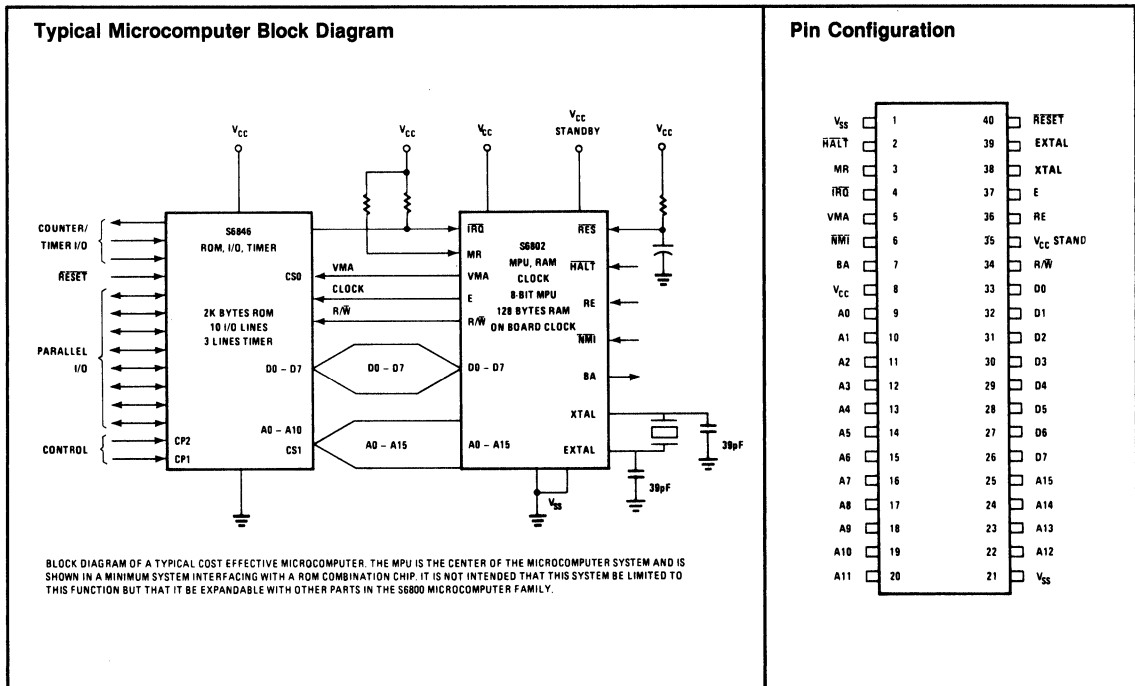 Typical Microcomputer Block Diagram
VCC
VCC
VCC
VCC
STANDBY
VCC
COUNTER/
TIMER I/O
R̅E̅S̅E̅T̅
PARALLEL
I/O
CONTROL
S6846
ROM, I/O, TIMER
CS0
2K BYTES ROM
10 I/O LINES
3 LINES TIMER
D0 – D7
A0 – A10
CS1
CP2
CP1
VMA
CLOCK
R/W̅
D0 – D7
A0 – A15
I̅R̅Q̅
MR
VMA
E
R/W̅
D0 – D7
A0 – A15
S6802
MPU, RAM
CLOCK
8-BIT MPU
128 BYTES RAM
ON BOARD CLOCK
R̅E̅S̅
H̅A̅L̅T̅
RE
N̅M̅I̅
BA
XTAL
EXTAL
39pF
39pF
VSS
BLOCK DIAGRAM OF A TYPICAL COST EFFECTIVE MICROCOMPUTER. THE MPU IS THE CENTER OF THE MICROCOMPUTER SYSTEM AND IS
SHOWN IN A MINIMUM SYSTEM INTERFACING WITH A ROM COMBINATION CHIP. IT IS NOT INTENDED THAT THIS SYSTEM BE LIMITED TO
THIS FUNCTION BUT THAT IT BE EXPANDABLE WITH OTHER PARTS IN THE S6800 MICROCOMPUTER FAMILY.
Pin Configuration
VSS 1 40 R̅E̅S̅E̅T̅
H̅A̅L̅T̅ 2 39 EXTAL
MR 3 38 XTAL
I̅R̅Q̅ 4 37 E
VMA 5 36 RE
N̅M̅I̅ 6 35 VCC STAND
BA 7 34 R/W̅
VCC 8 33 D0
A0 9 32 D1
A1 10 31 D2
A2 11 30 D3
A3 12 29 D4
A4 13 28 D5
A5 14 27 D6
A6 15 26 D7
A7 16 25 A15
A8 17 24 A14
A9 18 23 A13
A10 19 22 A12
A11 20 21 VSS